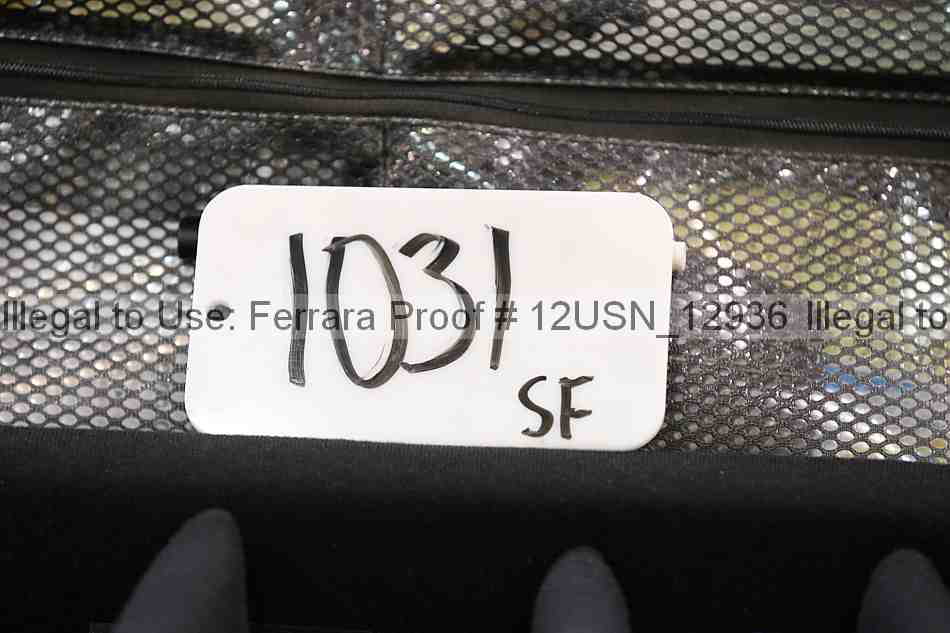 1031
SF
Illegal to Use. Ferrara Proof # 12USN_12936 Illegal to